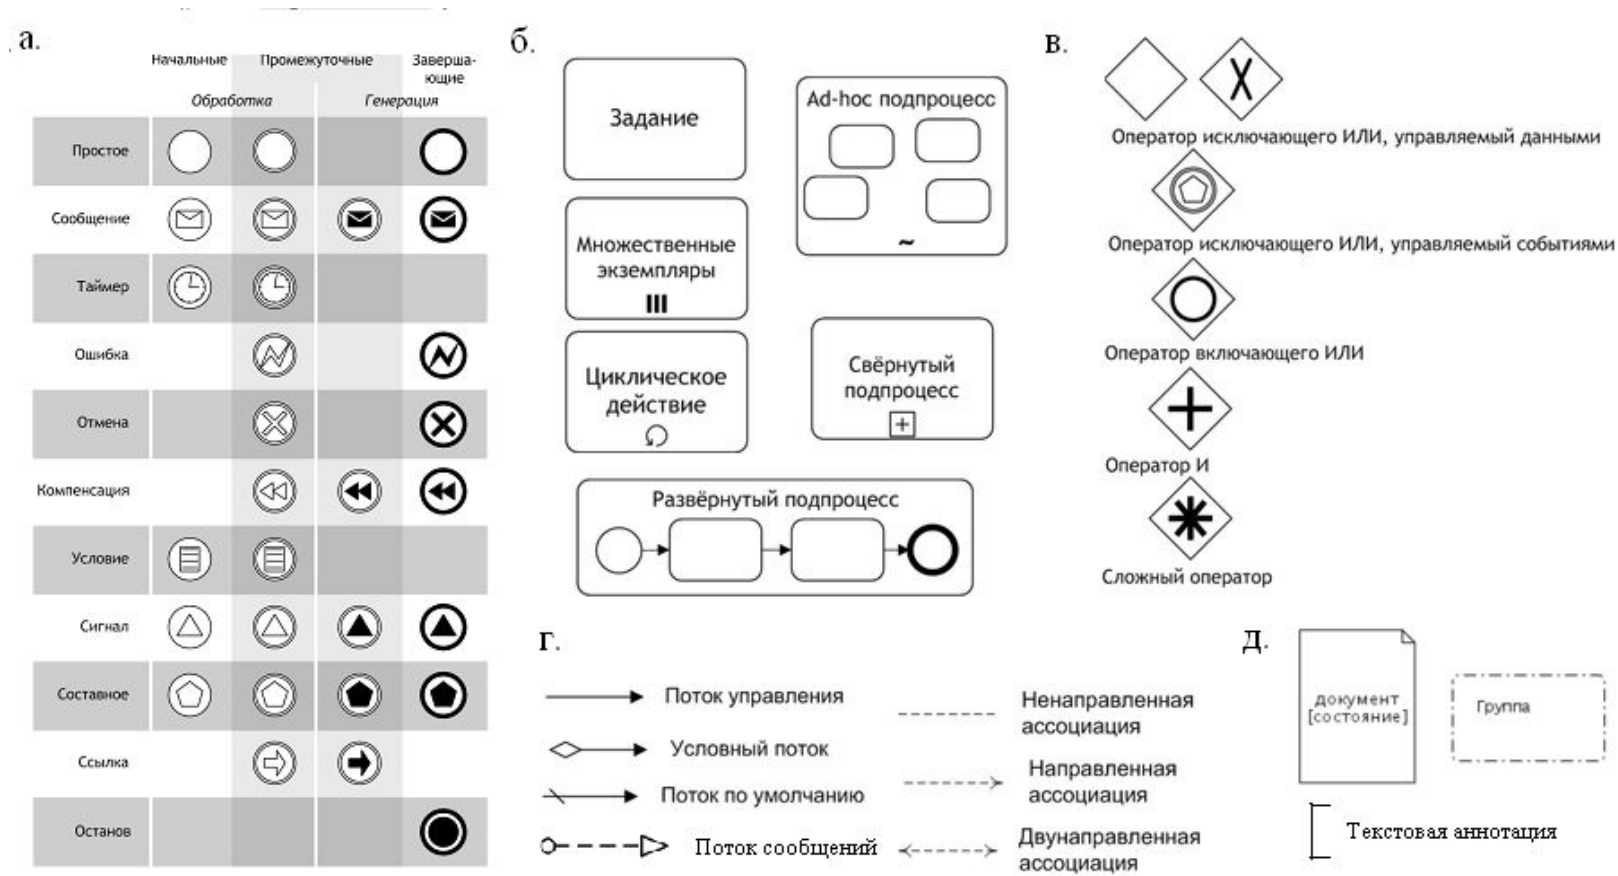 а.
Начальные Промежуточные Заверша-
ющие
Обработка Генерация
Простое
Сообщение
Таймер
Ошибка
Отмена
Компенсация
Условие
Сигнал
Составное
Ссылка
Останов
б.
Задание
Ad-hoc подпроцесс
~
Множественные
экземпляры
Циклическое
действие
Свёрнутый
подпроцесс
+
Развёрнутый подпроцесс
в.
Оператор исключающего ИЛИ, управляемый данными
Оператор исключающего ИЛИ, управляемый событиями
Оператор включающего ИЛИ
Оператор И
Сложный оператор
г.
Поток управления
Условный поток
Поток по умолчанию
Поток сообщений
Ненаправленная
ассоциация
Направленная
ассоциация
Двунаправленная
ассоциация
д.
документ
[состояние]
Группа
Текстовая аннотация